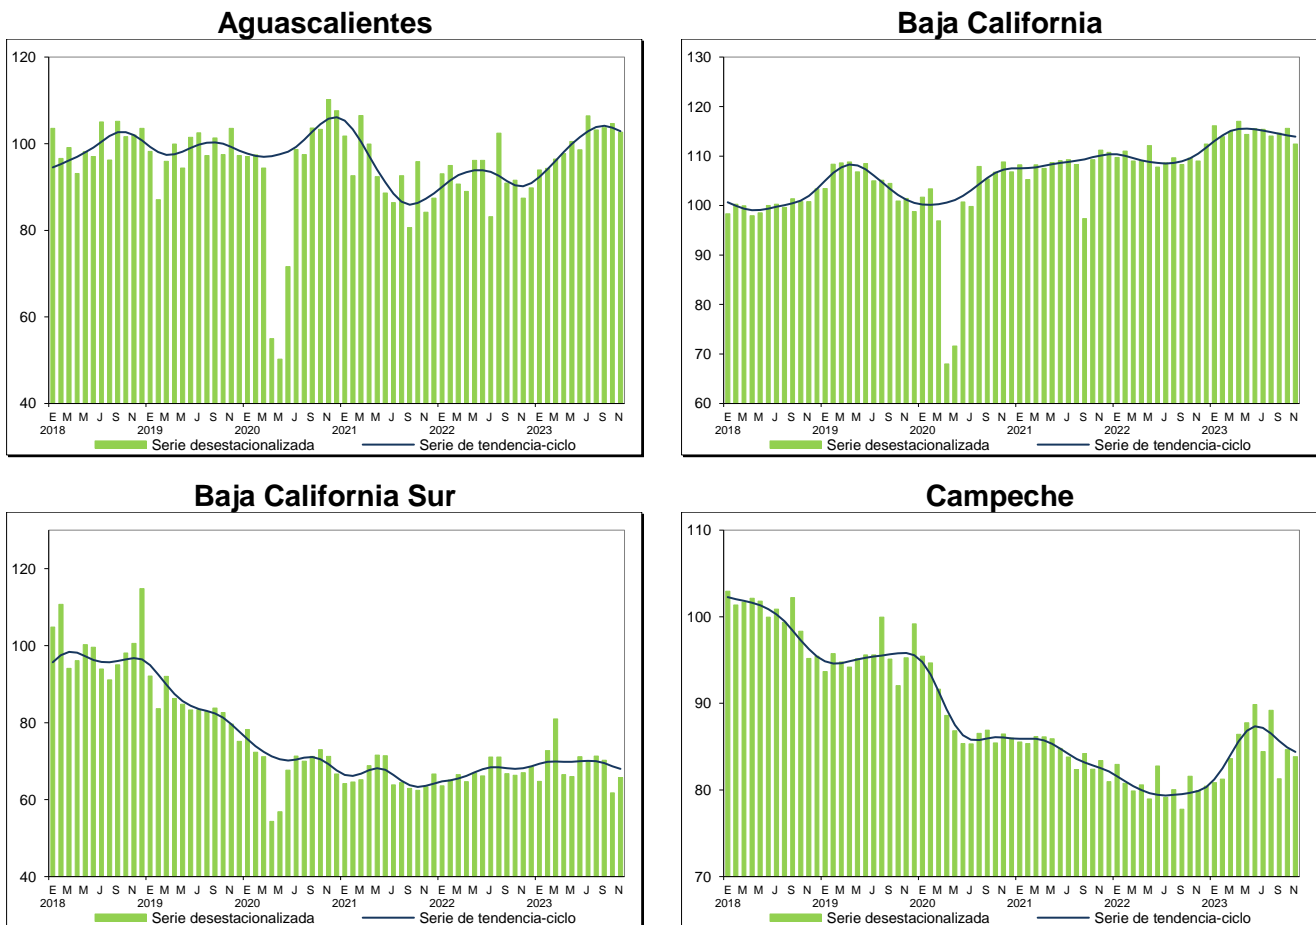 Aguascalientes
120
100
80
60
40
E M M J S N E M M J S N E M M J S N E M M J S N E M M J S N E M M J S N
2018 2019 2020 2021 2022 2023
Serie desestacionalizada Serie de tendencia-ciclo
Baja California
130
120
110
100
90
80
70
60
E M M J S N E M M J S N E M M J S N E M M J S N E M M J S N E M M J S N
2018 2019 2020 2021 2022 2023
Serie desestacionalizada Serie de tendencia-ciclo
Baja California Sur
120
100
80
60
40
E M M J S N E M M J S N E M M J S N E M M J S N E M M J S N E M M J S N
2018 2019 2020 2021 2022 2023
Serie desestacionalizada Serie de tendencia-ciclo
Campeche
110
100
90
80
70
E M M J S N E M M J S N E M M J S N E M M J S N E M M J S N E M M J S N
2018 2019 2020 2021 2022 2023
Serie desestacionalizada Serie de tendencia-ciclo